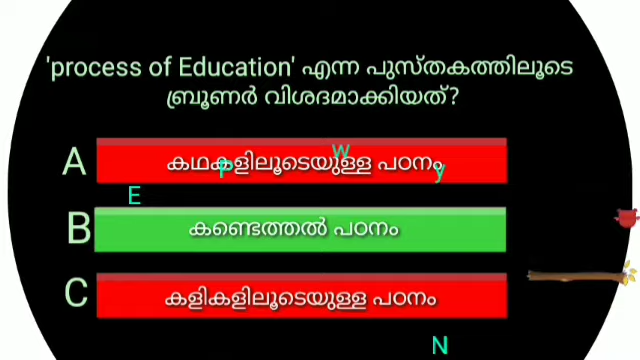 'process of Education' എന്ന പുസ്തകത്തിലൂടെ
ബ്രൂണർ വിശദമാക്കിയത്?
A കഥകളിലൂടെയുള്ള പഠനം
W
P
y
E
B കണ്ടെത്തൽ പഠനം
C കളികളിലൂടെയുള്ള പഠനം
N